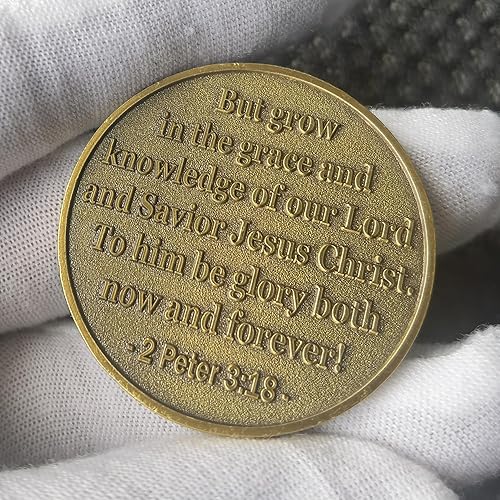 But grow
in the grace and
knowledge of our Lord
and Savior Jesus Christ.
To him be glory both
now and forever!
- 2 Peter 3:18 -